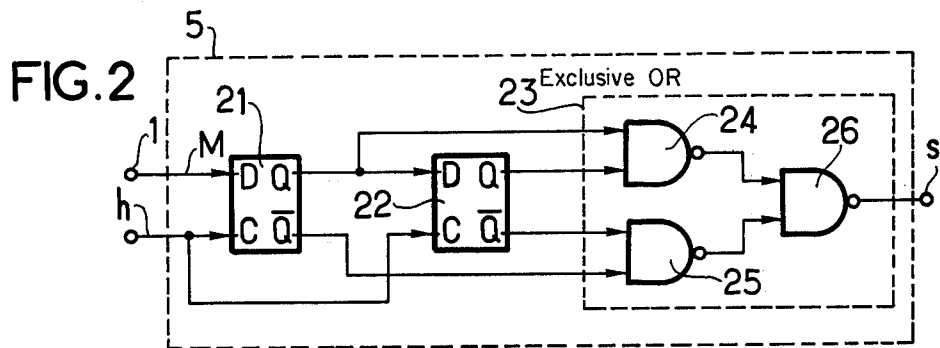 FIG.2
5
1
M
h
21
D Q
C Q̅
22
D Q
C Q̅
23
Exclusive OR
24
25
26
s